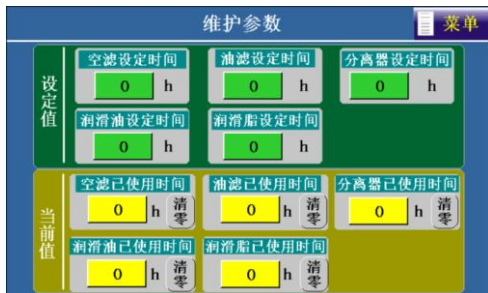 维护参数
菜单
设定值
空滤设定时间 油滤设定时间 分离器设定时间
0 h 0 h 0 h
润滑油设定时间 润滑脂设定时间
0 h 0 h
当前值
空滤已使用时间 油滤已使用时间 分离器已使用时间
0 h 清零 0 h 清零 0 h 清零
润滑油已使用时间 润滑脂已使用时间
0 h 清零 0 h 清零